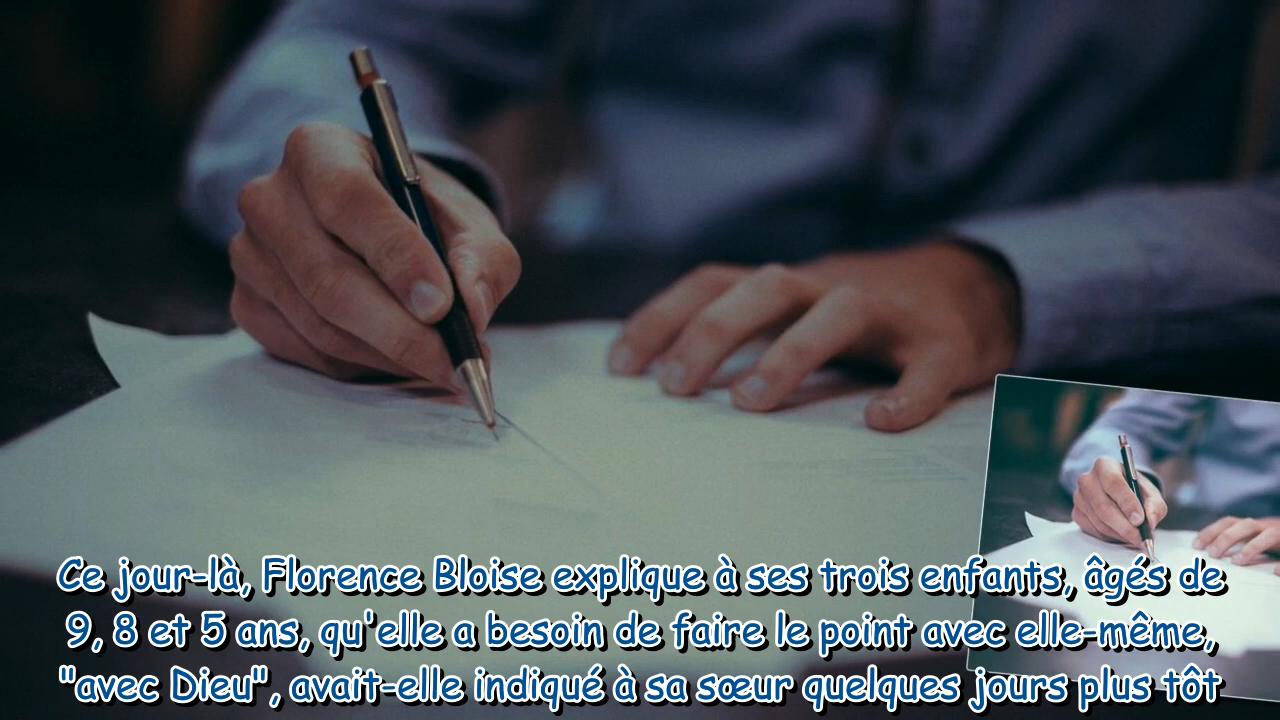 Ce jour-là, Florence Bloise explique à ses trois enfants, âgés de
9, 8 et 5 ans, qu'elle a besoin de faire le point avec elle-même,
"avec Dieu", avait-elle indiqué à sa sœur quelques jours plus tôt